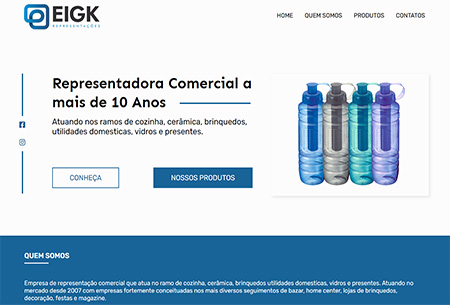 EIGK
REPRESENTAÇÕES
HOME QUEM SOMOS PRODUTOS CONTATOS
Representadora Comercial a
mais de 10 Anos
Atuando nos ramos de cozinha, cerâmica, brinquedos,
utilidades domesticas, vidros e presentes.
CONHEÇA
NOSSOS PRODUTOS
QUEM SOMOS
Empresa de representação comercial que atua no ramo de cozinha, cerâmica, brinquedos utilidades domesticas, vidros e presentes. Atuando no
mercado desde 2007 com empresas fortemente conceituadas nos mais diversos seguimentos de bazar, home center, lojas de brinquedos,
decoração, festas e magazine.